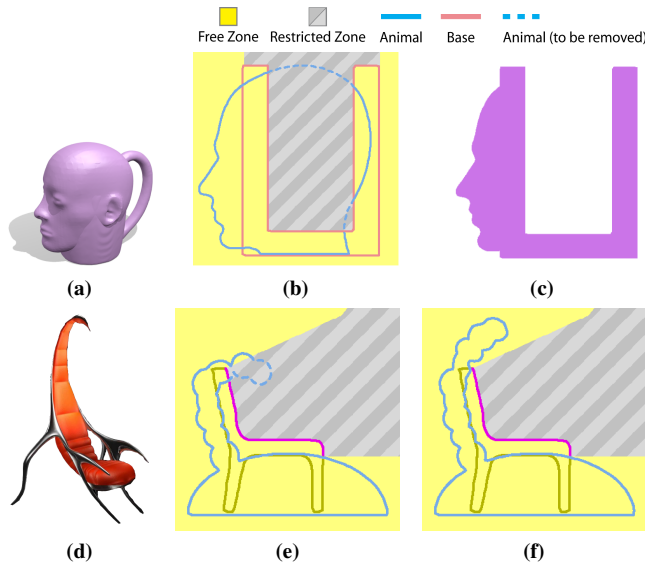 Free Zone Restricted Zone Animal Base Animal (to be removed)
(a) (b) (c)
(d) (e) (f)